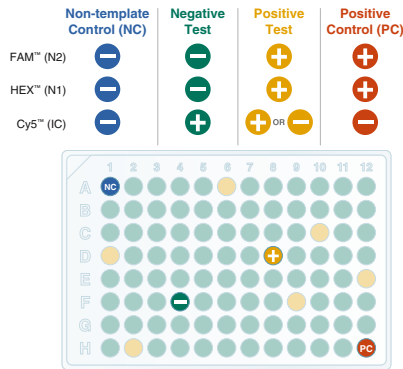 Non-template Control (NC)
Negative Test
Positive Test
Positive Control (PC)
FAM™ (N2)
HEX™ (N1)
Cy5™ (IC)
OR
1 2 3 4 5 6 7 8 9 10 11 12
A NC
B
C
D
E
F
G
H PC